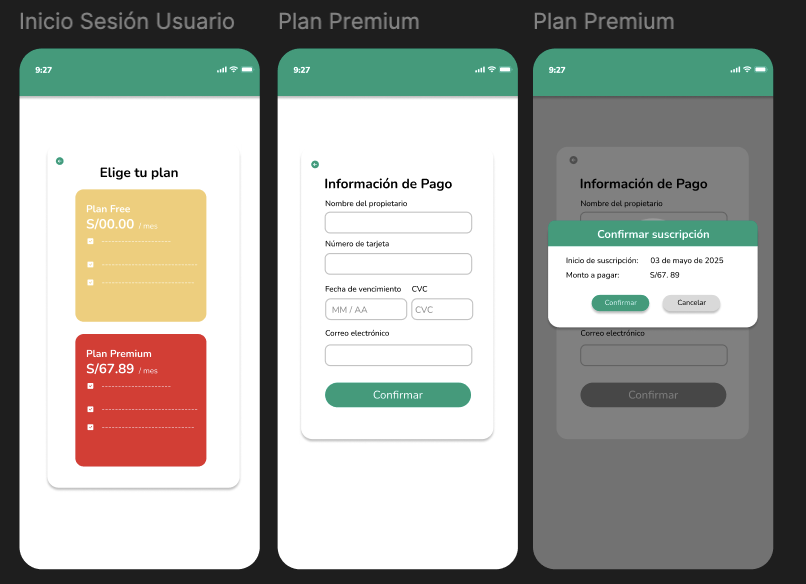 Inicio Sesión Usuario
9:27
Elige tu plan
Plan Free
S/00.00 / mes
Plan Premium
S/67.89 / mes
Plan Premium
9:27
Información de Pago
Nombre del propietario
Número de tarjeta
Fecha de vencimiento CVC
MM / AA CVC
Correo electrónico
Confirmar
Plan Premium
9:27
Información de Pago
Nombre del propietario
Confirmar suscripción
Inicio de suscripción: 03 de mayo de 2025
Monto a pagar: S/67. 89
Confirmar Cancelar
Correo electrónico
Confirmar